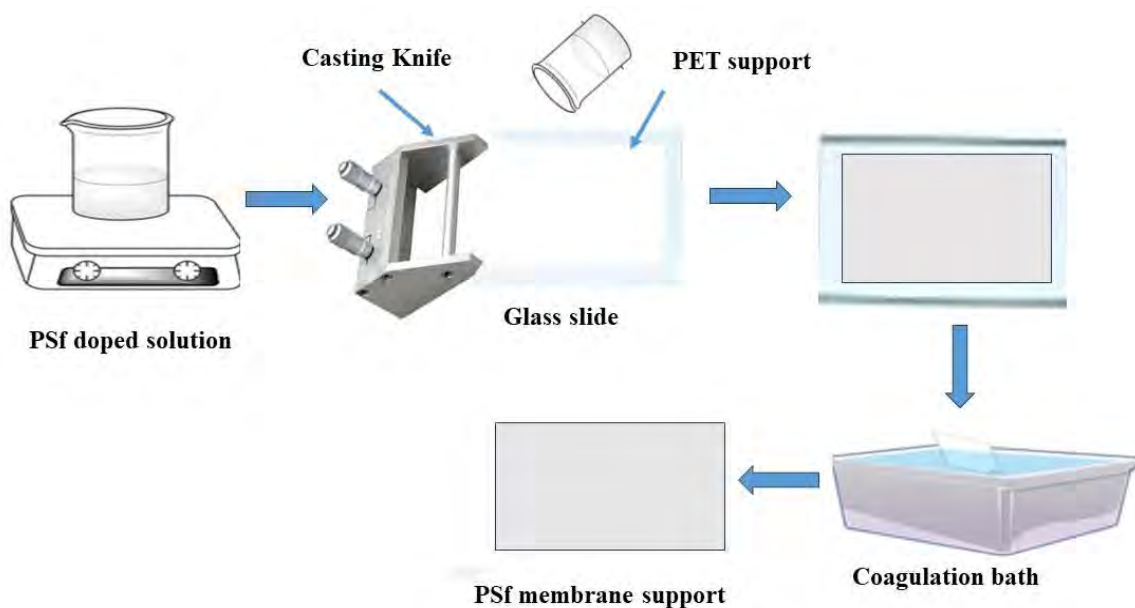 Casting Knife
PET support
PSf doped solution
Glass slide
PSf membrane support
Coagulation bath